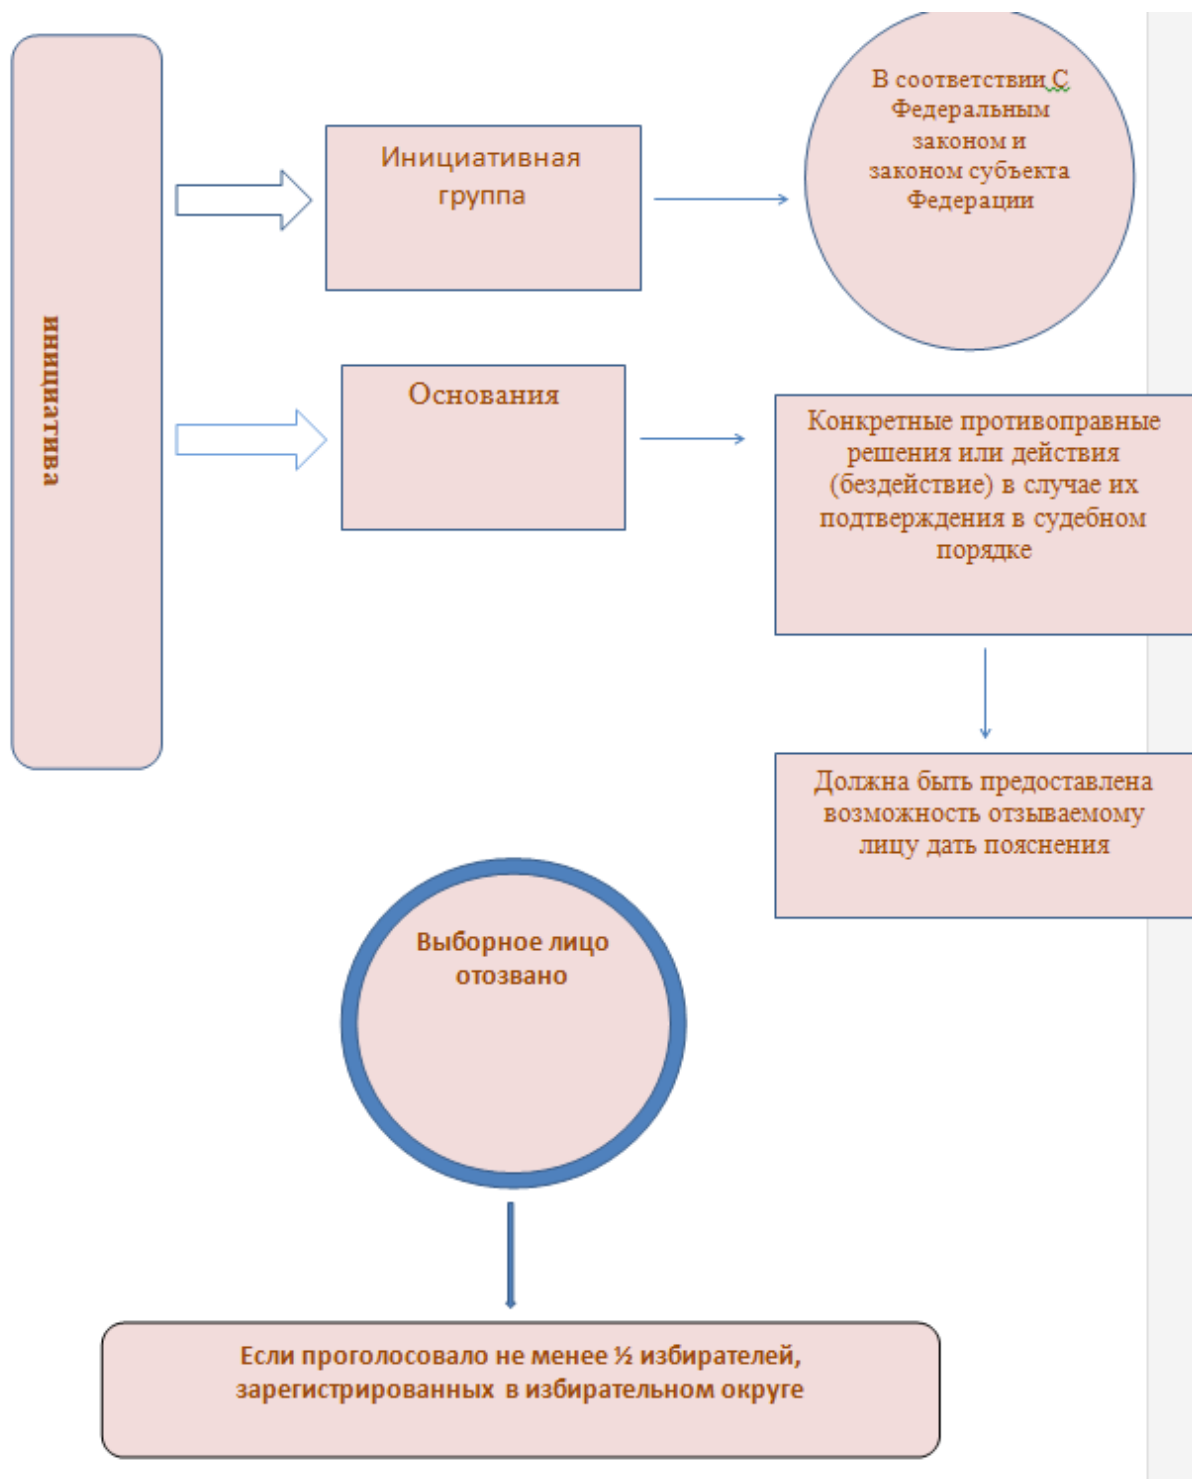 инициатива
Инициативная
группа
В соответствии С
Федеральным
законом и
законом субъекта
Федерации
Основания
Конкретные противоправные
решения или действия
(бездействие) в случае их
подтверждения в судебном
порядке
Должна быть предоставлена
возможность отзываемому
лицу дать пояснения
Выборное лицо
отозвано
Если проголосовало не менее ½ избирателей,
зарегистрированных в избирательном округе